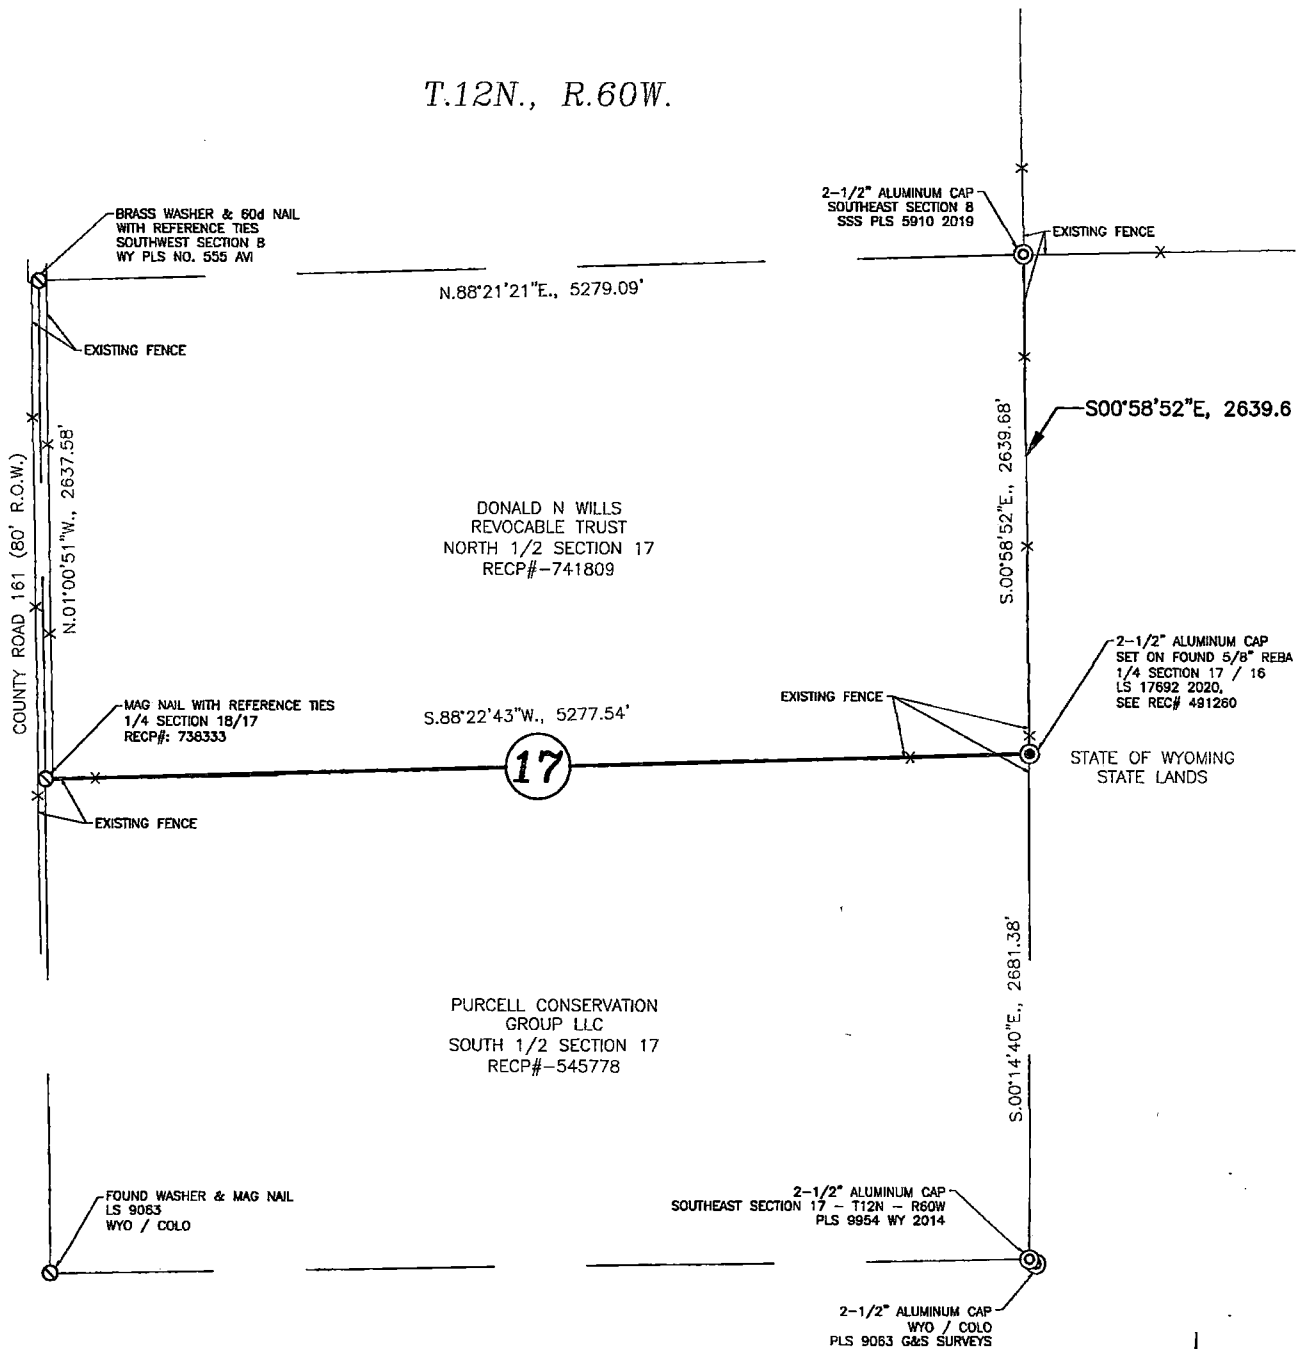 T.12N., R.60W.
BRASS WASHER & 60d NAIL
WITH REFERENCE TIES
SOUTHWEST SECTION 8
WY PLS NO. 555 AVI
2-1/2" ALUMINUM CAP
SOUTHEAST SECTION 8
SSS PLS 5910 2019
EXISTING FENCE
N.88°21'21"E., 5279.09'
EXISTING FENCE
COUNTY ROAD 161 (80' R.O.W.)
N.01°00'51"W., 2637.58'
S.00°58'52"E., 2639.68'
S00°58'52"E, 2639.6
DONALD N WILLS
REVOCABLE TRUST
NORTH 1/2 SECTION 17
RECP#-741809
2-1/2" ALUMINUM CAP
SET ON FOUND 5/8" REBA
1/4 SECTION 17 / 16
LS 17692 2020,
SEE REC# 491260
MAG NAIL WITH REFERENCE TIES
1/4 SECTION 18/17
RECP#: 738333
S.88°22'43"W., 5277.54'
EXISTING FENCE
17
STATE OF WYOMING
STATE LANDS
EXISTING FENCE
PURCELL CONSERVATION
GROUP LLC
SOUTH 1/2 SECTION 17
RECP#-545778
S.00°14'40"E., 2681.38'
FOUND WASHER & MAG NAIL
LS 9063
WYO / COLO
2-1/2" ALUMINUM CAP
SOUTHEAST SECTION 17 - T12N - R60W
PLS 9954 WY 2014
2-1/2" ALUMINUM CAP
WYO / COLO
PLS 9063 G&S SURVEYS